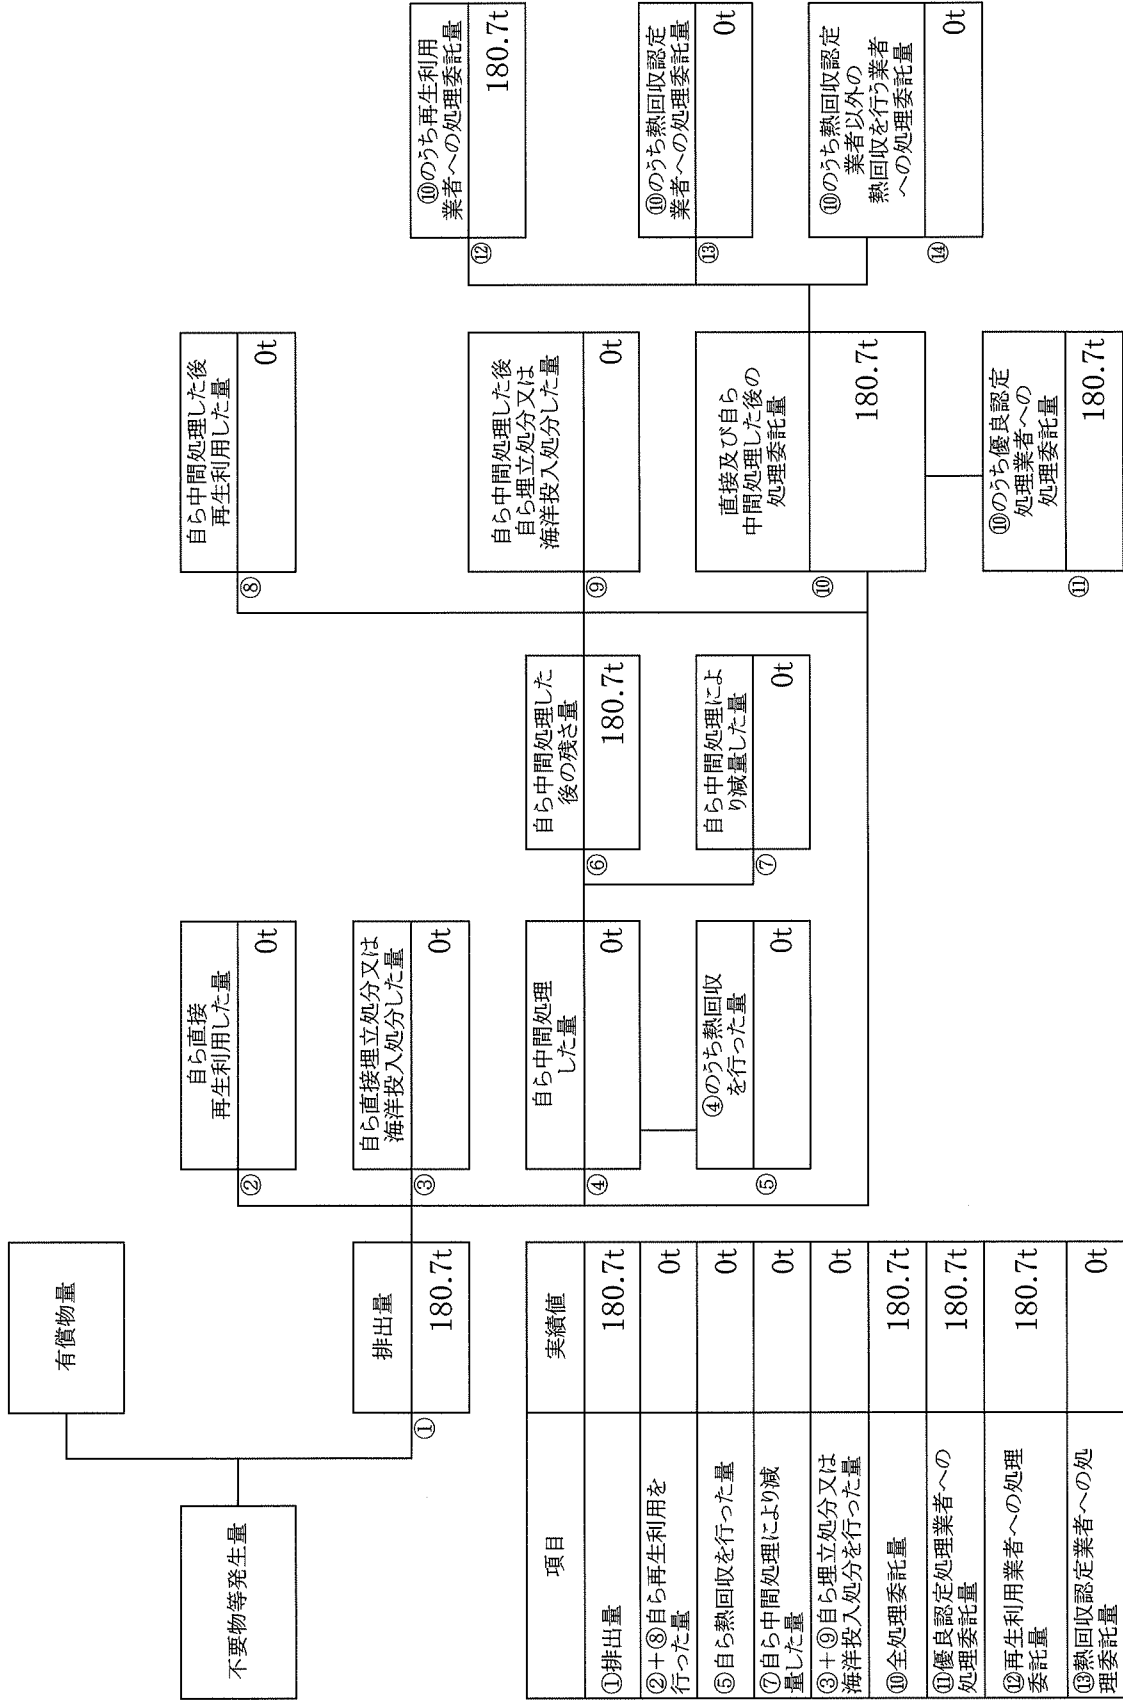 不要物等発生量
有償物量
排出量
①
180.7t
自ら直接
再生利用した量
②
0t
自ら直接埋立処分又は
海洋投入処分した量
③
0t
自ら中間処理
した量
④
0t
④のうち熱回収
を行った量
⑤
0t
自ら中間処理した
後の残さ量
⑥
180.7t
自ら中間処理によ
り減量した量
⑦
0t
自ら中間処理した後
再生利用した量
⑧
0t
自ら中間処理した後
自ら埋立処分又は
海洋投入処分した量
⑨
0t
直接及び自ら
中間処理した後の
処理委託量
⑩
180.7t
⑩のうち優良認定
処理業者への
処理委託量
⑪
180.7t
⑩のうち再生利用
業者への処理委託量
⑫
180.7t
⑩のうち熱回収認定
業者への処理委託量
⑬
0t
⑩のうち熱回収認定
業者以外の
熱回収を行う業者
への処理委託量
⑭
0t
項目 実績値
①排出量 180.7t
②+⑧自ら再生利用を
行った量 0t
⑤自ら熱回収を行った量 0t
⑦自ら中間処理により減
量した量 0t
③+⑨自ら埋立処分又は
海洋投入処分を行った量 0t
⑩全処理委託量 180.7t
⑪優良認定処理業者への
処理委託量 180.7t
⑫再生利用業者への処理
委託量 180.7t
⑬熱回収認定業者への処
理委託量 0t